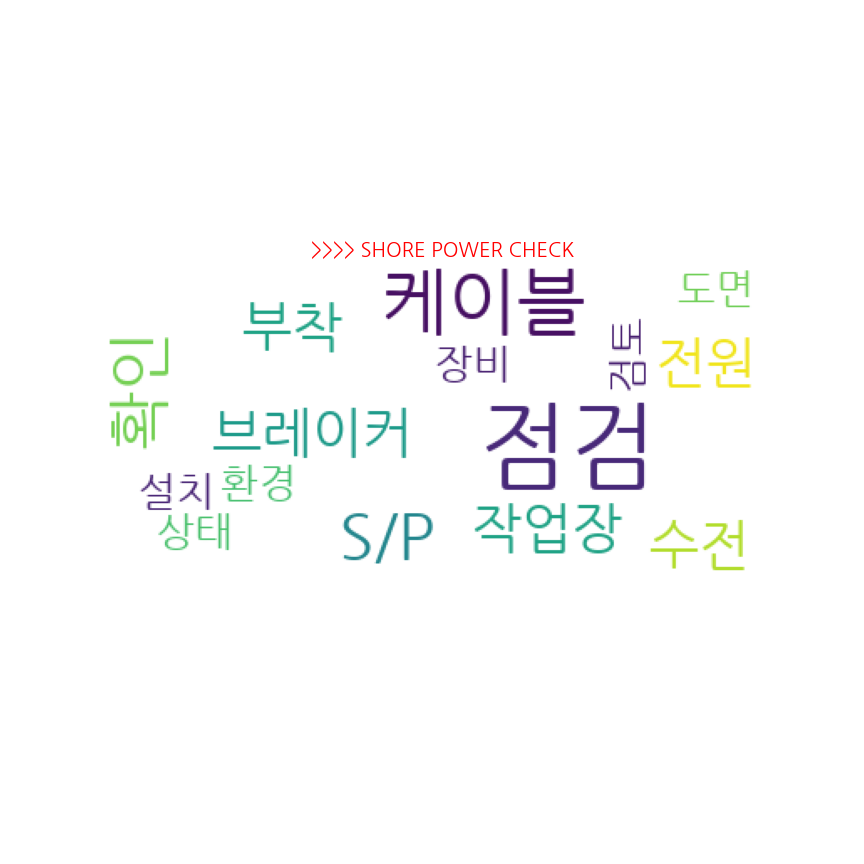 >>>> SHORE POWER CHECK
케이블
도면
부착
검토
장비
전원
확인
브레이커
점검
환경
설치
상태
S/P
작업장
수전